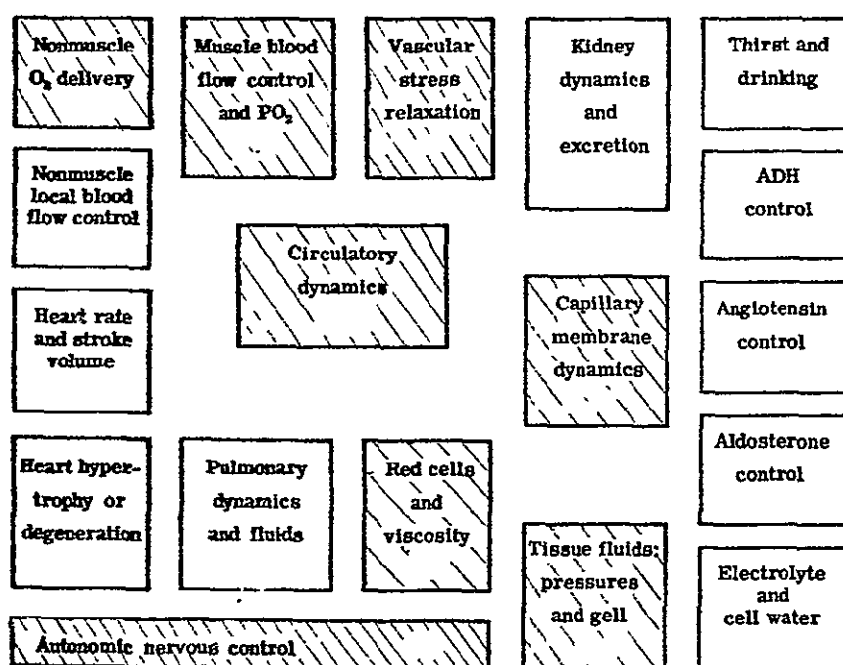 Nonmuscle
O₂ delivery
Muscle blood
flow control
and PO₂
Vascular
stress
relaxation
Kidney
dynamics
and
excretion
Thirst and
drinking
Nonmuscle
local blood
flow control
ADH
control
Circulatory
dynamics
Heart rate
and stroke
volume
Capillary
membrane
dynamics
Angiotensin
control
Heart hyper-
trophy or
degeneration
Pulmonary
dynamics
and fluids
Red cells
and
viscosity
Aldosterone
control
Tissue fluids;
pressures
and gell
Electrolyte
and
cell water
Autonomic nervous control